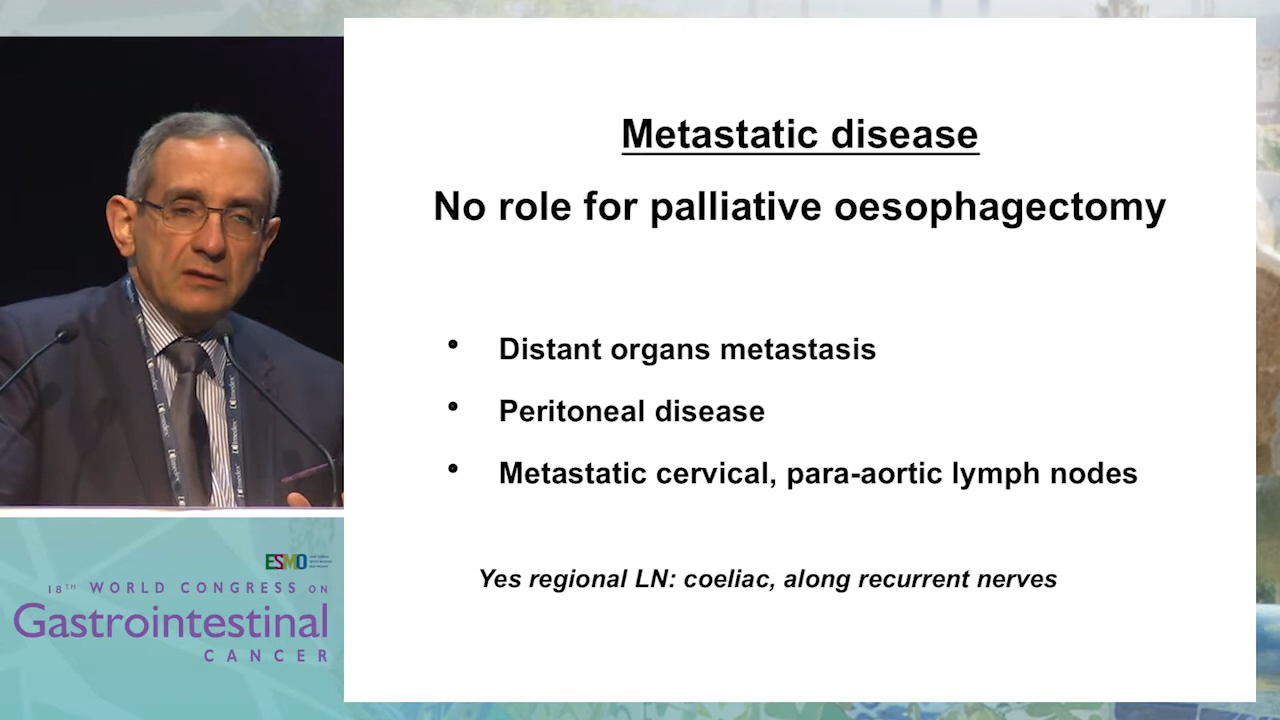 Metastatic disease
No role for palliative oesophagectomy
• Distant organs metastasis
• Peritoneal disease
• Metastatic cervical, para-aortic lymph nodes
Yes regional LN: coeliac, along recurrent nerves
ESMO
18TH WORLD CONGRESS ON
Gastrointestinal
CANCER